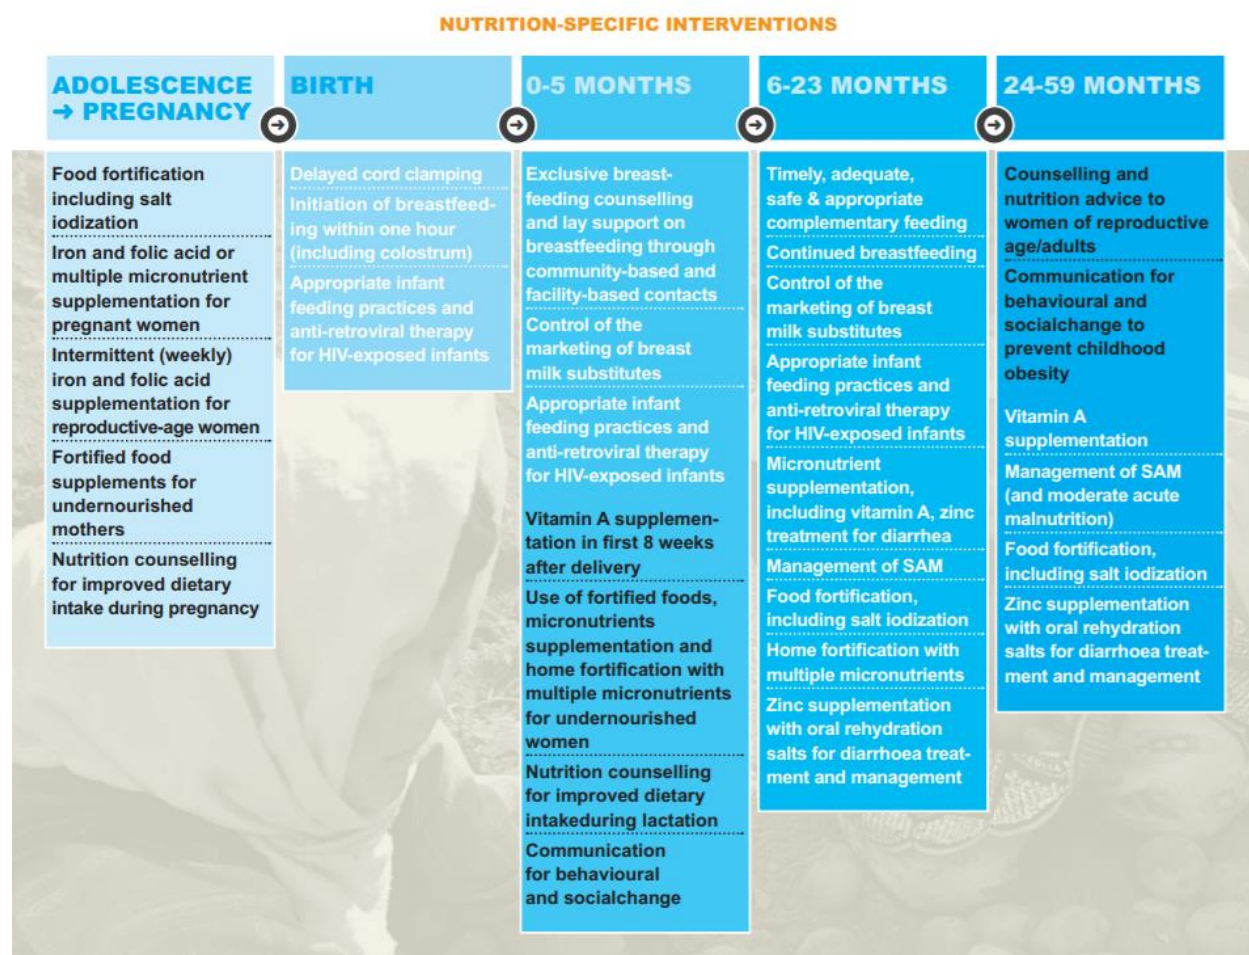 NUTRITION-SPECIFIC INTERVENTIONS
ADOLESCENCE
➔ PREGNANCY
Food fortification
including salt
iodization
Iron and folic acid or
multiple micronutrient
supplementation for
pregnant women
Intermittent (weekly)
iron and folic acid
supplementation for
reproductive-age women
Fortified food
supplements for
undernourished
mothers
Nutrition counselling
for improved dietary
intake during pregnancy
BIRTH
Delayed cord clamping
Initiation of breastfeed-
ing within one hour
(including colostrum)
Appropriate infant
feeding practices and
anti-retroviral therapy
for HIV-exposed infants
0-5 MONTHS
Exclusive breast-
feeding counselling
and lay support on
breastfeeding through
community-based and
facility-based contacts
Control of the
marketing of breast
milk substitutes
Appropriate infant
feeding practices and
anti-retroviral therapy
for HIV-exposed infants
Vitamin A supplemen-
tation in first 8 weeks
after delivery
Use of fortified foods,
micronutrients
supplementation and
home fortification with
multiple micronutrients
for undernourished
women
Nutrition counselling
for improved dietary
intakeduring lactation
Communication
for behavioural
and socialchange
6-23 MONTHS
Timely, adequate,
safe & appropriate
complementary feeding
Continued breastfeeding
Control of the
marketing of breast
milk substitutes
Appropriate infant
feeding practices and
anti-retroviral therapy
for HIV-exposed infants
Micronutrient
supplementation,
including vitamin A, zinc
treatment for diarrhea
Management of SAM
Food fortification,
including salt iodization
Home fortification with
multiple micronutrients
Zinc supplementation
with oral rehydration
salts for diarrhoea treat-
ment and management
24-59 MONTHS
Counselling and
nutrition advice to
women of reproductive
age/adults
Communication for
behavioural and
socialchange to
prevent childhood
obesity
Vitamin A
supplementation
Management of SAM
(and moderate acute
malnutrition)
Food fortification,
including salt iodization
Zinc supplementation
with oral rehydration
salts for diarrhoea treat-
ment and management